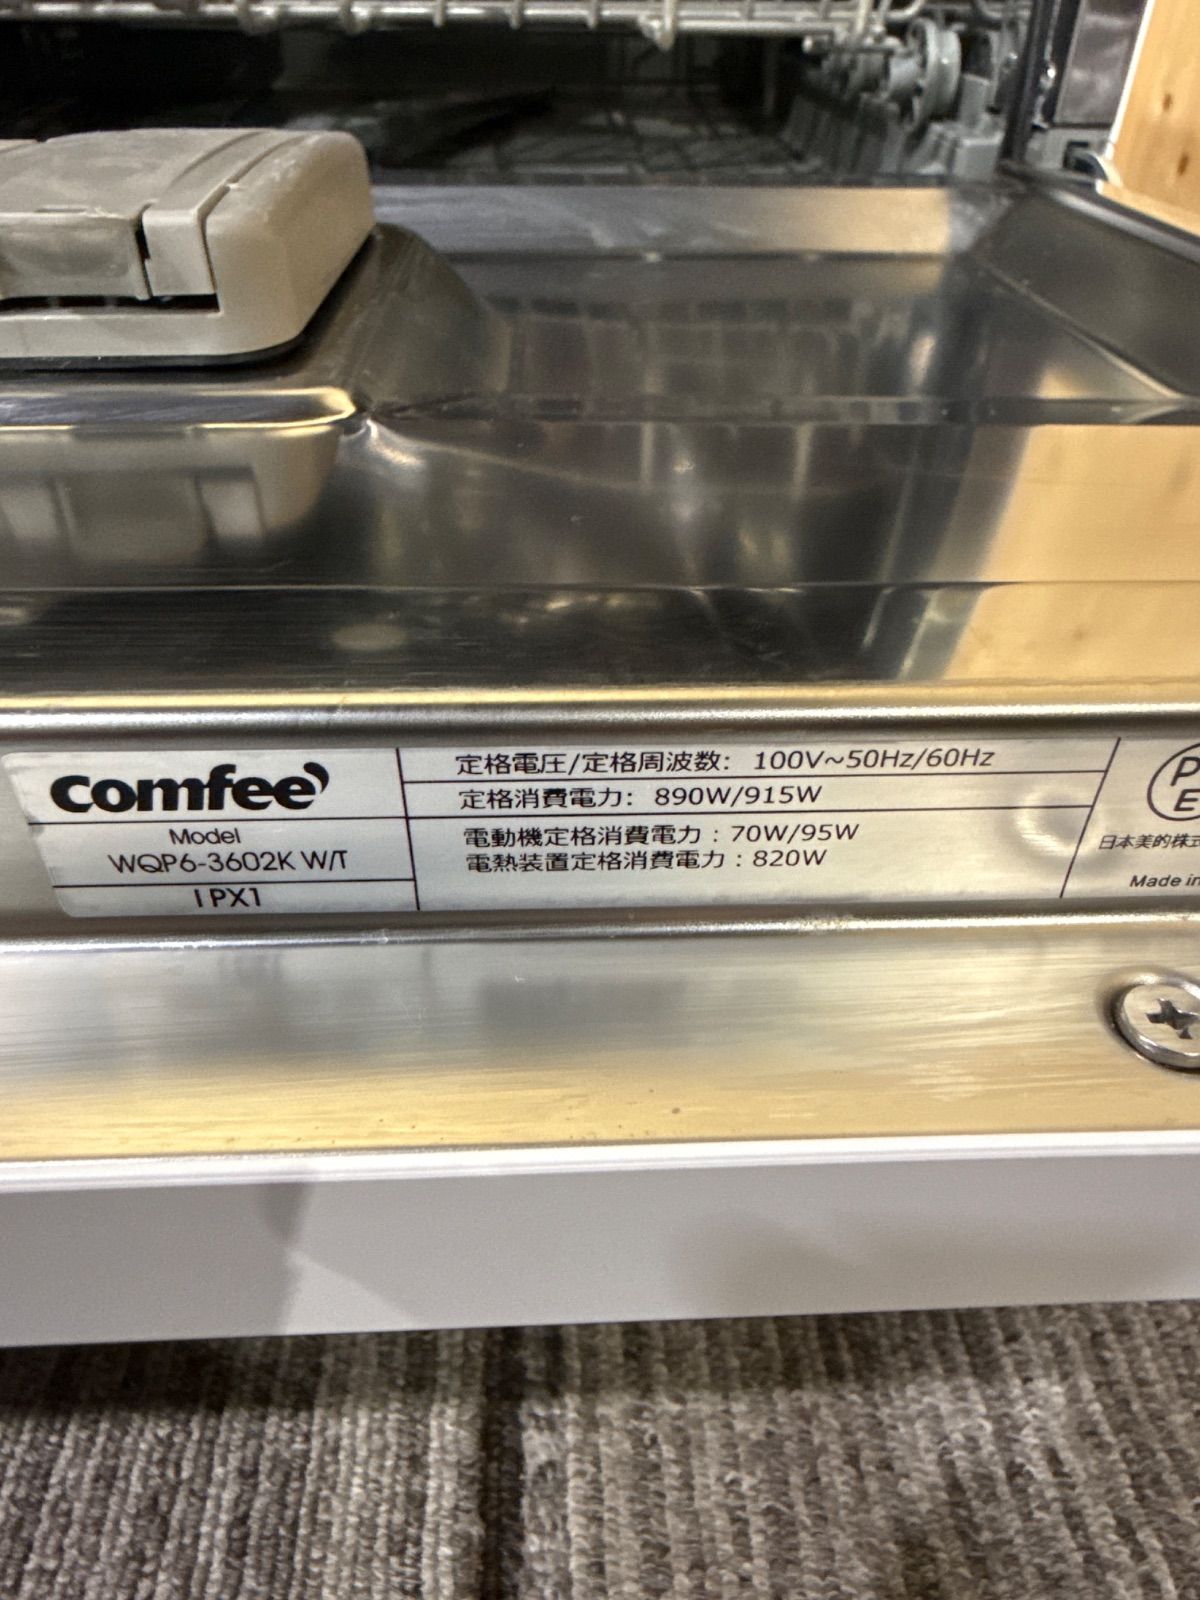 comfee
Model
WQP6-3602K W/T
IPX1
定格電圧/定格周波数: 100V~50Hz/60Hz
定格消費電力: 890W/915W
電動機定格消費電力:70W/95W
電熱装置定格消費電力:820W
日本美的株式
Made in